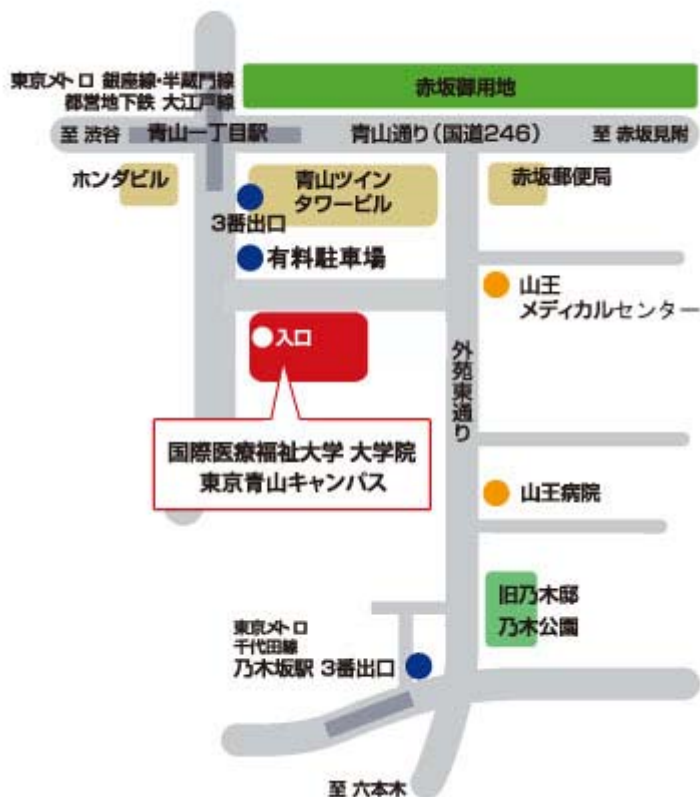 東京メトロ 銀座線・半蔵門線
都営地下鉄 大江戸線
赤坂御用地
至 渋谷
青山一丁目駅
青山通り(国道246)
至 赤坂見附
ホンダビル
青山ツイン
タワービル
赤坂郵便局
3番出口
有料駐車場
山王
メディカルセンター
入口
外苑東通り
国際医療福祉大学 大学院
東京青山キャンパス
山王病院
旧乃木邸
乃木公園
東京メトロ
千代田線
乃木坂駅 3番出口
至 六本木